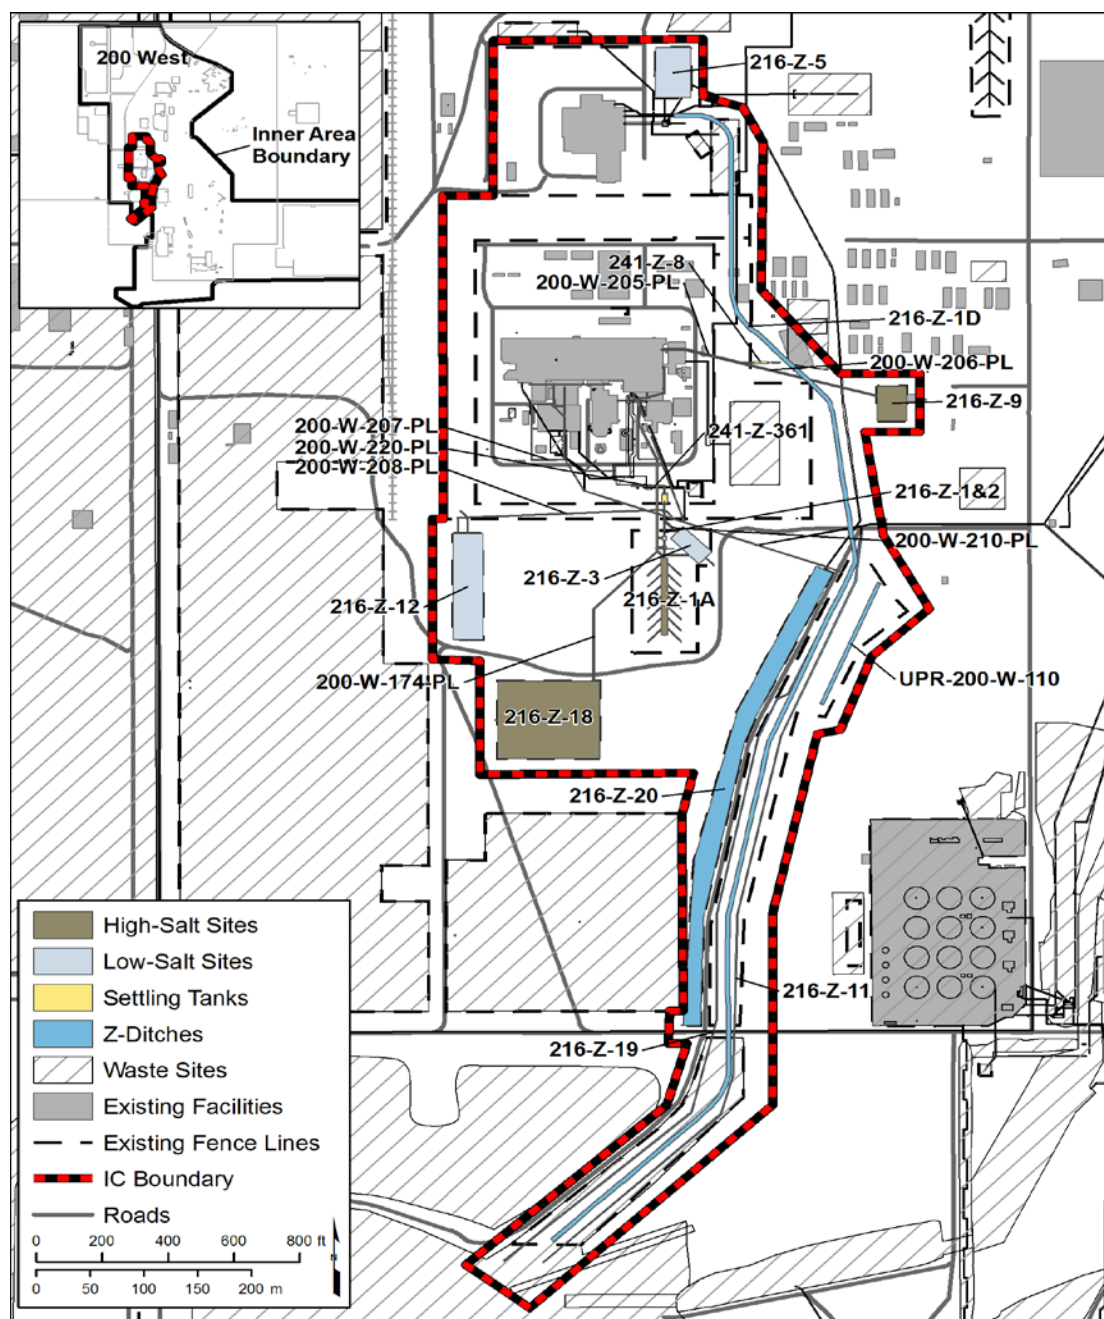 200 West
Inner Area
Boundary
216-Z-5
241-Z-8
200-W-205-PL
216-Z-1D
200-W-206-PL
216-Z-9
200-W-207-PL
200-W-220-PL
200-W-208-PL
241-Z-361
216-Z-1&2
200-W-210-PL
216-Z-3
216-Z-1A
216-Z-12
200-W-174-PL
UPR-200-W-110
216-Z-18
216-Z-20
216-Z-11
216-Z-19
High-Salt Sites
Low-Salt Sites
Settling Tanks
Z-Ditches
Waste Sites
Existing Facilities
Existing Fence Lines
IC Boundary
Roads
0 200 400 600 800 ft
0 50 100 150 200 m
N